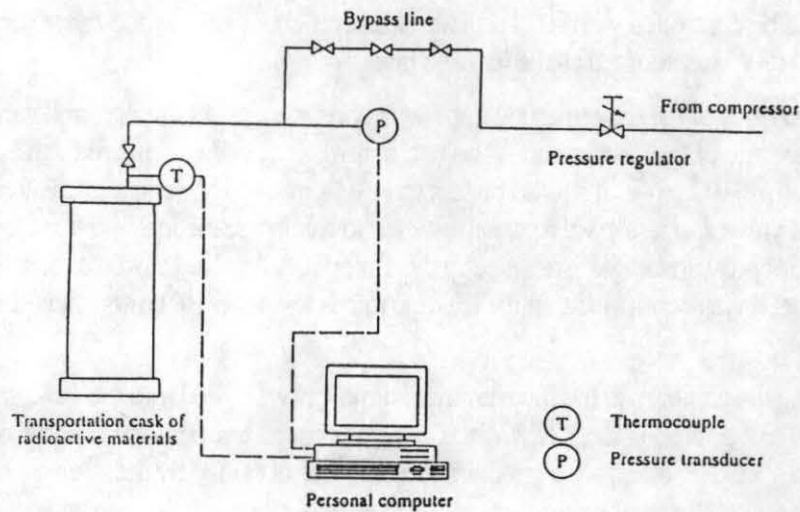 Bypass line
From compressor
P
Pressure regulator
T
Transportation cask of
radioactive materials
T Thermocouple
P Pressure transducer
Personal computer